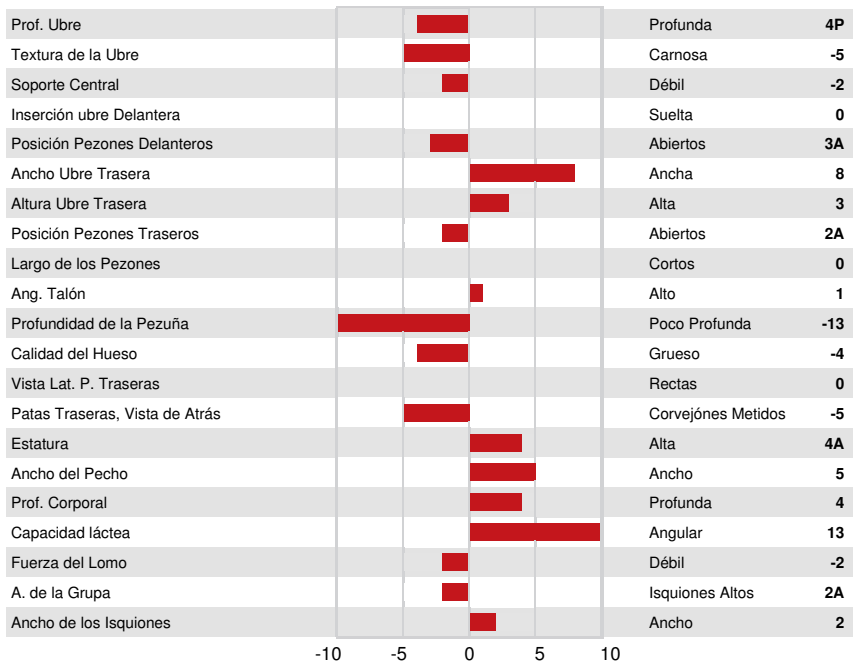 Prof. Ubre Profunda 4P
Textura de la Ubre Carnosa -5
Soporte Central Débil -2
Inserción ubre Delantera Suelta 0
Posición Pezones Delanteros Abiertos 3A
Ancho Ubre Trasera Ancha 8
Altura Ubre Trasera Alta 3
Posición Pezones Traseros Abiertos 2A
Largo de los Pezones Cortos 0
Ang. Talón Alto 1
Profundidad de la Pezuña Poco Profunda -13
Calidad del Hueso Grueso -4
Vista Lat. P. Traseras Rectas 0
Patas Traseras, Vista de Atrás Corvejónes Metidos -5
Estatura Alta 4A
Ancho del Pecho Ancho 5
Prof. Corporal Profunda 4
Capacidad láctea Angular 13
Fuerza del Lomo Débil -2
A. de la Grupa Isquiones Altos 2A
Ancho de los Isquiones Ancho 2
-10 -5 0 5 10